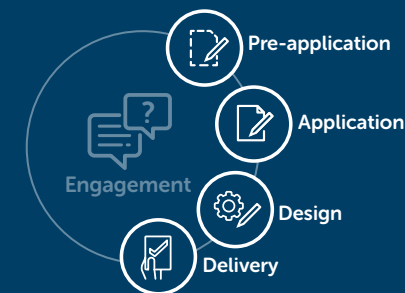 Pre-application
?
Application
Engagement
Design
Delivery